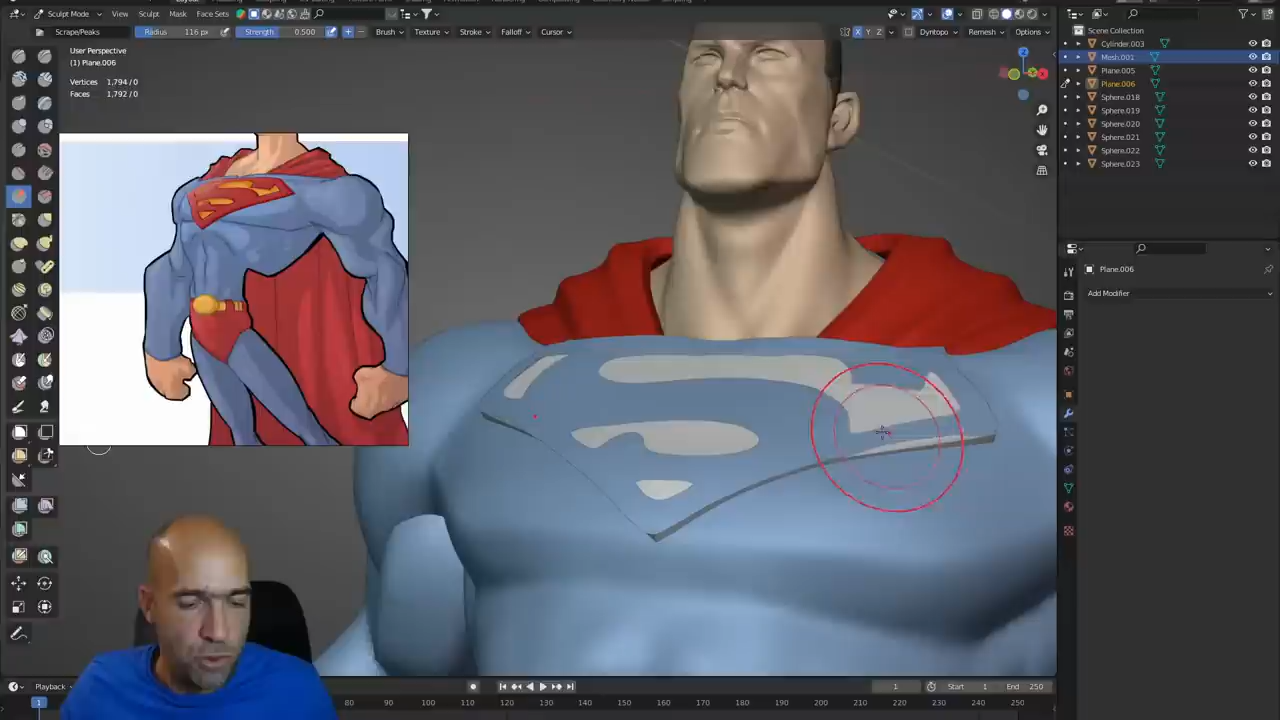 Sculpt Mode View Sculpt Mask Face Sets
Scrape/Peaks Radius 116 px Strength 0.500 Brush Texture Stroke Falloff Cursor X Y Z Dyntopo Remesh Options
User Perspective
(1) Plane.006
Vertices 1,794 / 0
Faces 1,792 / 0
Scene Collection
Cylinder.003
Mesh.001
Plane.005
Plane.006
Sphere.018
Sphere.019
Sphere.020
Sphere.021
Sphere.022
Sphere.023
Plane.006
Add Modifier
Playback 1 Start 1 End 250
1 80 90 100 110 120 130 140 150 160 170 180 190 200 210 220 230 240 250